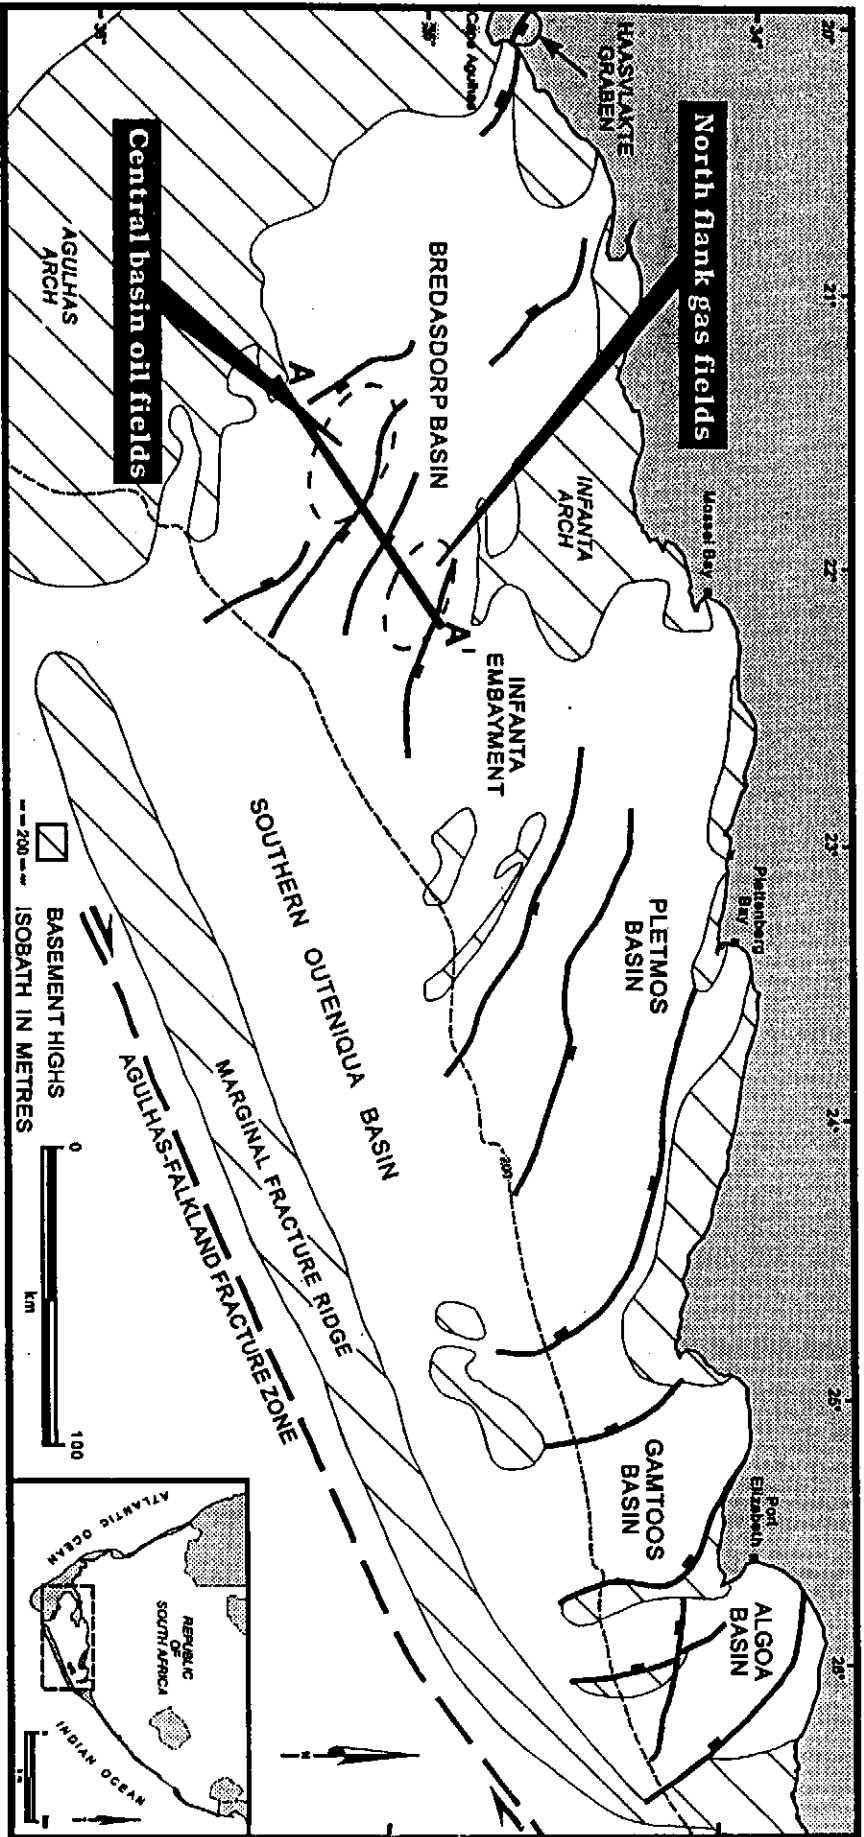 20°
21°
22°
23°
24°
25°
26°
34°
35°
36°
HAASVLAKTE
GRABEN
North flank gas fields
Mossel Bay
Plettenberg
Bay
Port
Elizabeth
Cape Agulhas
BREDASDORP BASIN
INFANTA
ARCH
INFANTA
EMBAYMENT
PLETMOS
BASIN
GAMTOOS
BASIN
ALGOA
BASIN
A
A'
Central basin oil fields
AGULHAS
ARCH
SOUTHERN OUTENIQUA BASIN
200
MARGINAL FRACTURE RIDGE
AGULHAS-FALKLAND FRACTURE ZONE
BASEMENT HIGHS
200 ISOBATH IN METRES
0 100
km
N
REPUBLIC
OF
SOUTH AFRICA
ATLANTIC OCEAN
INDIAN OCEAN